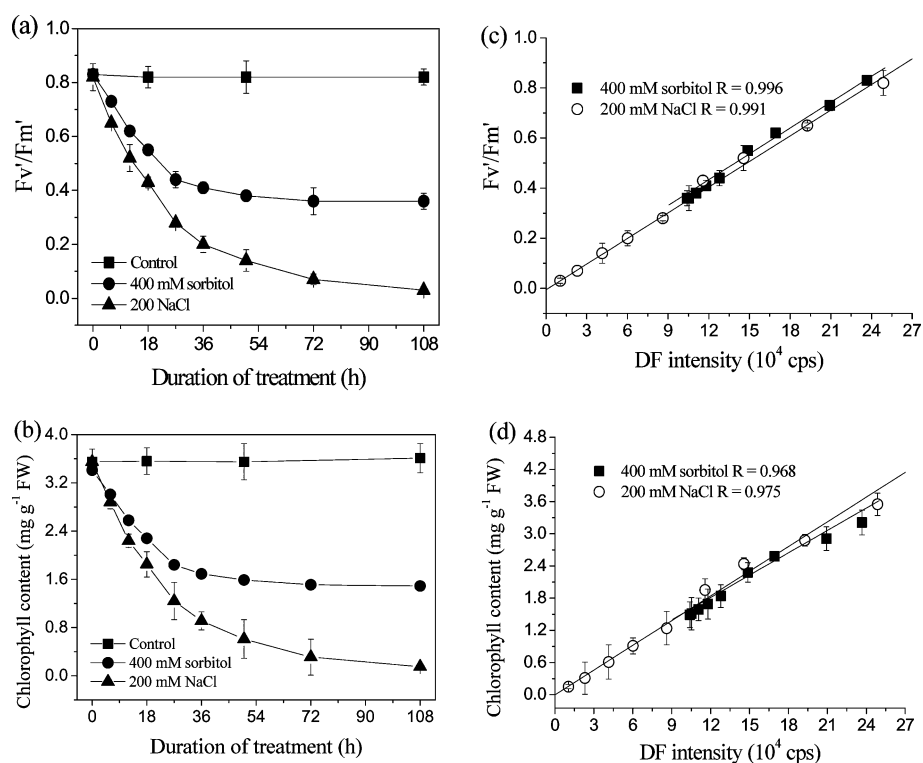 (a)
0.8
0.6
0.4
0.2
0.0
Fv'/Fm'
Control
400 mM sorbitol
200 NaCl
0 18 36 54 72 90 108
Duration of treatment (h)
(c)
0.8
0.6
0.4
0.2
0.0
Fv'/Fm'
400 mM sorbitol R = 0.996
200 mM NaCl R = 0.991
0 3 6 9 12 15 18 21 24 27
DF intensity (10⁴ cps)
(b)
4.0
3.2
2.4
1.6
0.8
0.0
Chlorophyll content (mg g⁻¹ FW)
Control
400 mM sorbitol
200 mM NaCl
0 18 36 54 72 90 108
Duration of treatment (h)
(d)
4.8
4.2
3.6
3.0
2.4
1.8
1.2
0.6
0.0
Chlorophyll content (mg g⁻¹ FW)
400 mM sorbitol R = 0.968
200 mM NaCl R = 0.975
0 3 6 9 12 15 18 21 24 27
DF intensity (10⁴ cps)